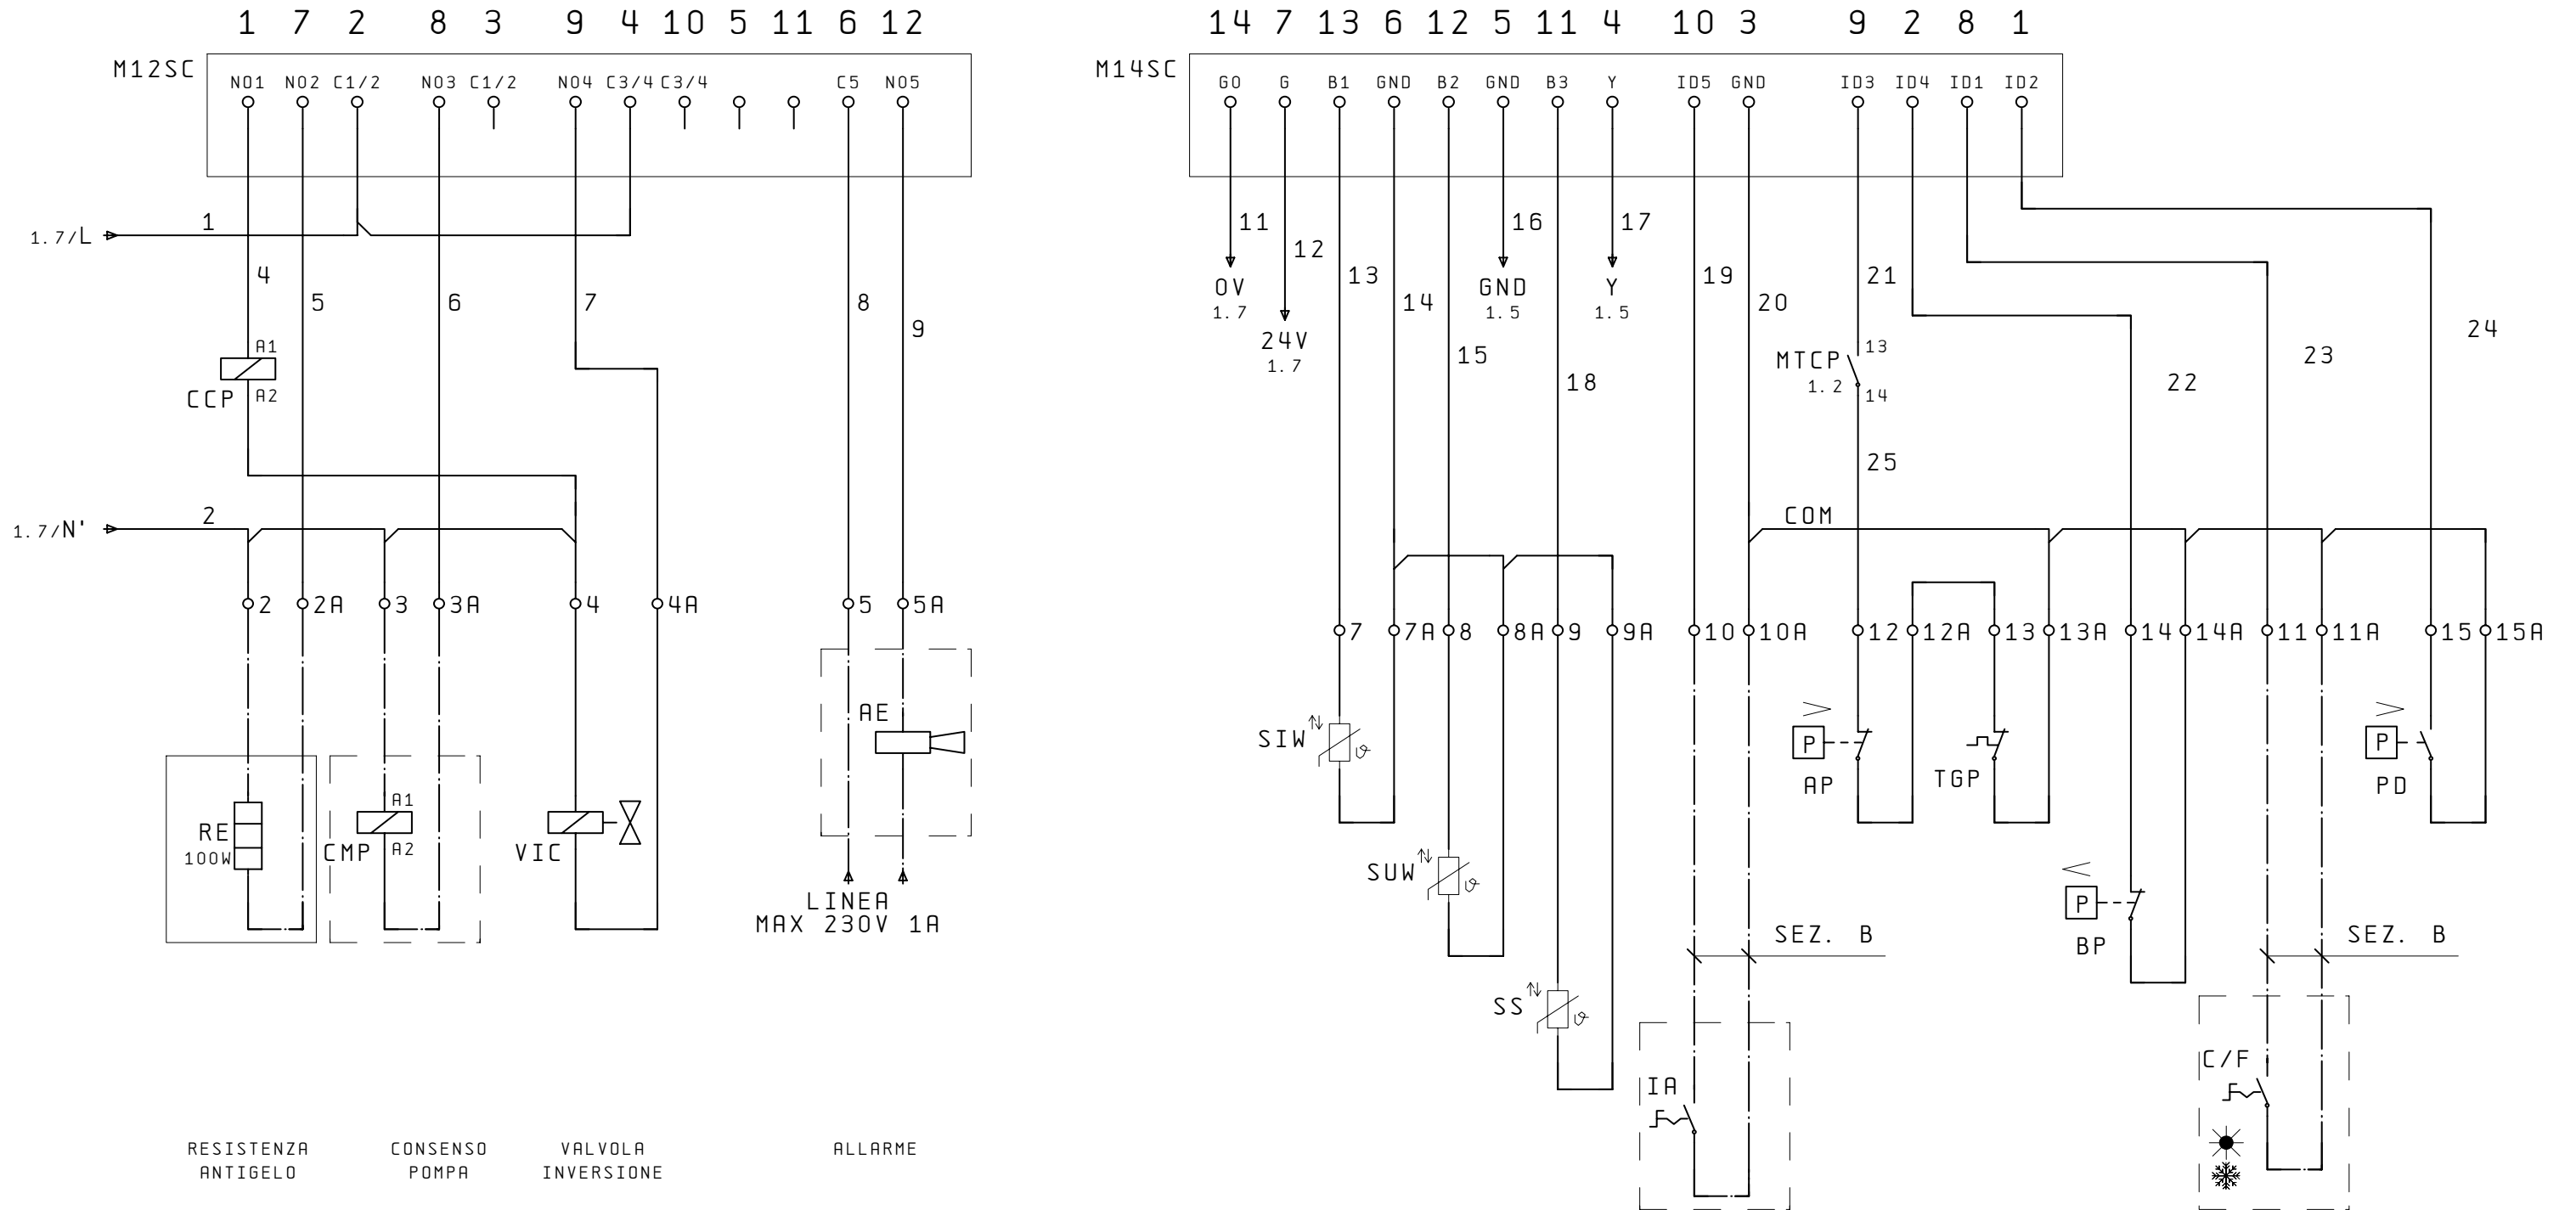 1 7 2 8 3 9 4 10 5 11 6 12
M12SC
NO1 NO2 C1/2 NO3 C1/2 NO4 C3/4 C3/4 C5 NO5
1.7/L
1
4
5
6
7
8
9
A1
CCP
A2
1.7/N'
2
2 2A 3 3A 4 4A 5 5A
AE
RE
100W
A1
CMP
A2
VIC
LINEA
MAX 230V 1A
RESISTENZA
ANTIGELO
CONSENSO
POMPA
VALVOLA
INVERSIONE
ALLARME
14 7 13 6 12 5 11 4 10 3 9 2 8 1
M14SC
G0 G B1 GND B2 GND B3 Y ID5 GND ID3 ID4 ID1 ID2
11
12
13
14
15
16
17
18
19
20
21
22
23
24
0V
1.7
24V
1.7
GND
1.5
Y
1.5
MTCP
1.2
13
14
25
COM
7 7A 8 8A 9 9A 10 10A 12 12A 13 13A 14 14A 11 11A 15 15A
SIW
ϑ
SUW
ϑ
SS
ϑ
>
P
AP
TGP
>
P
PD
<
P
BP
SEZ. B
SEZ. B
IA
C/F